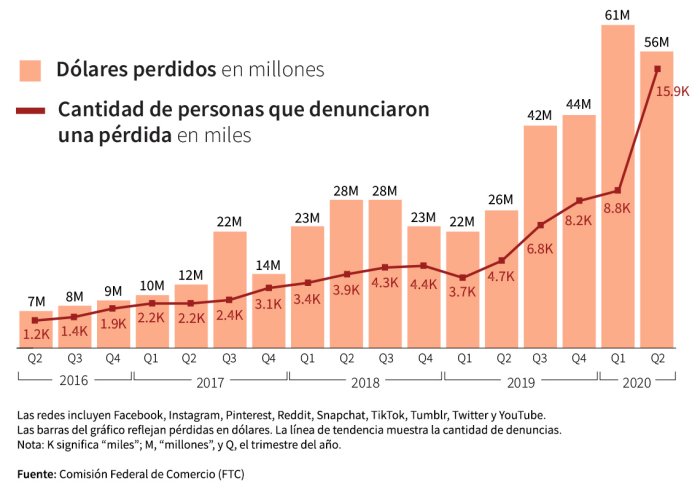 Dólares perdidos en millones
Cantidad de personas que denunciaron
una pérdida en miles
7M 8M 9M 10M 12M 22M 14M 23M 28M 28M 23M 22M 26M 42M 44M 61M 56M
1.2K 1.4K 1.9K 2.2K 2.2K 2.4K 3.1K 3.4K 3.9K 4.3K 4.4K 3.7K 4.7K 6.8K 8.2K 8.8K 15.9K
Q2 Q3 Q4 Q1 Q2 Q3 Q4 Q1 Q2 Q3 Q4 Q1 Q2 Q3 Q4 Q1 Q2
2016 2017 2018 2019 2020
Las redes incluyen Facebook, Instagram, Pinterest, Reddit, Snapchat, TikTok, Tumblr, Twitter y YouTube.
Las barras del gráfico reflejan pérdidas en dólares. La línea de tendencia muestra la cantidad de denuncias.
Nota: K significa “miles”; M, “millones”, y Q, el trimestre del año.
Fuente: Comisión Federal de Comercio (FTC)